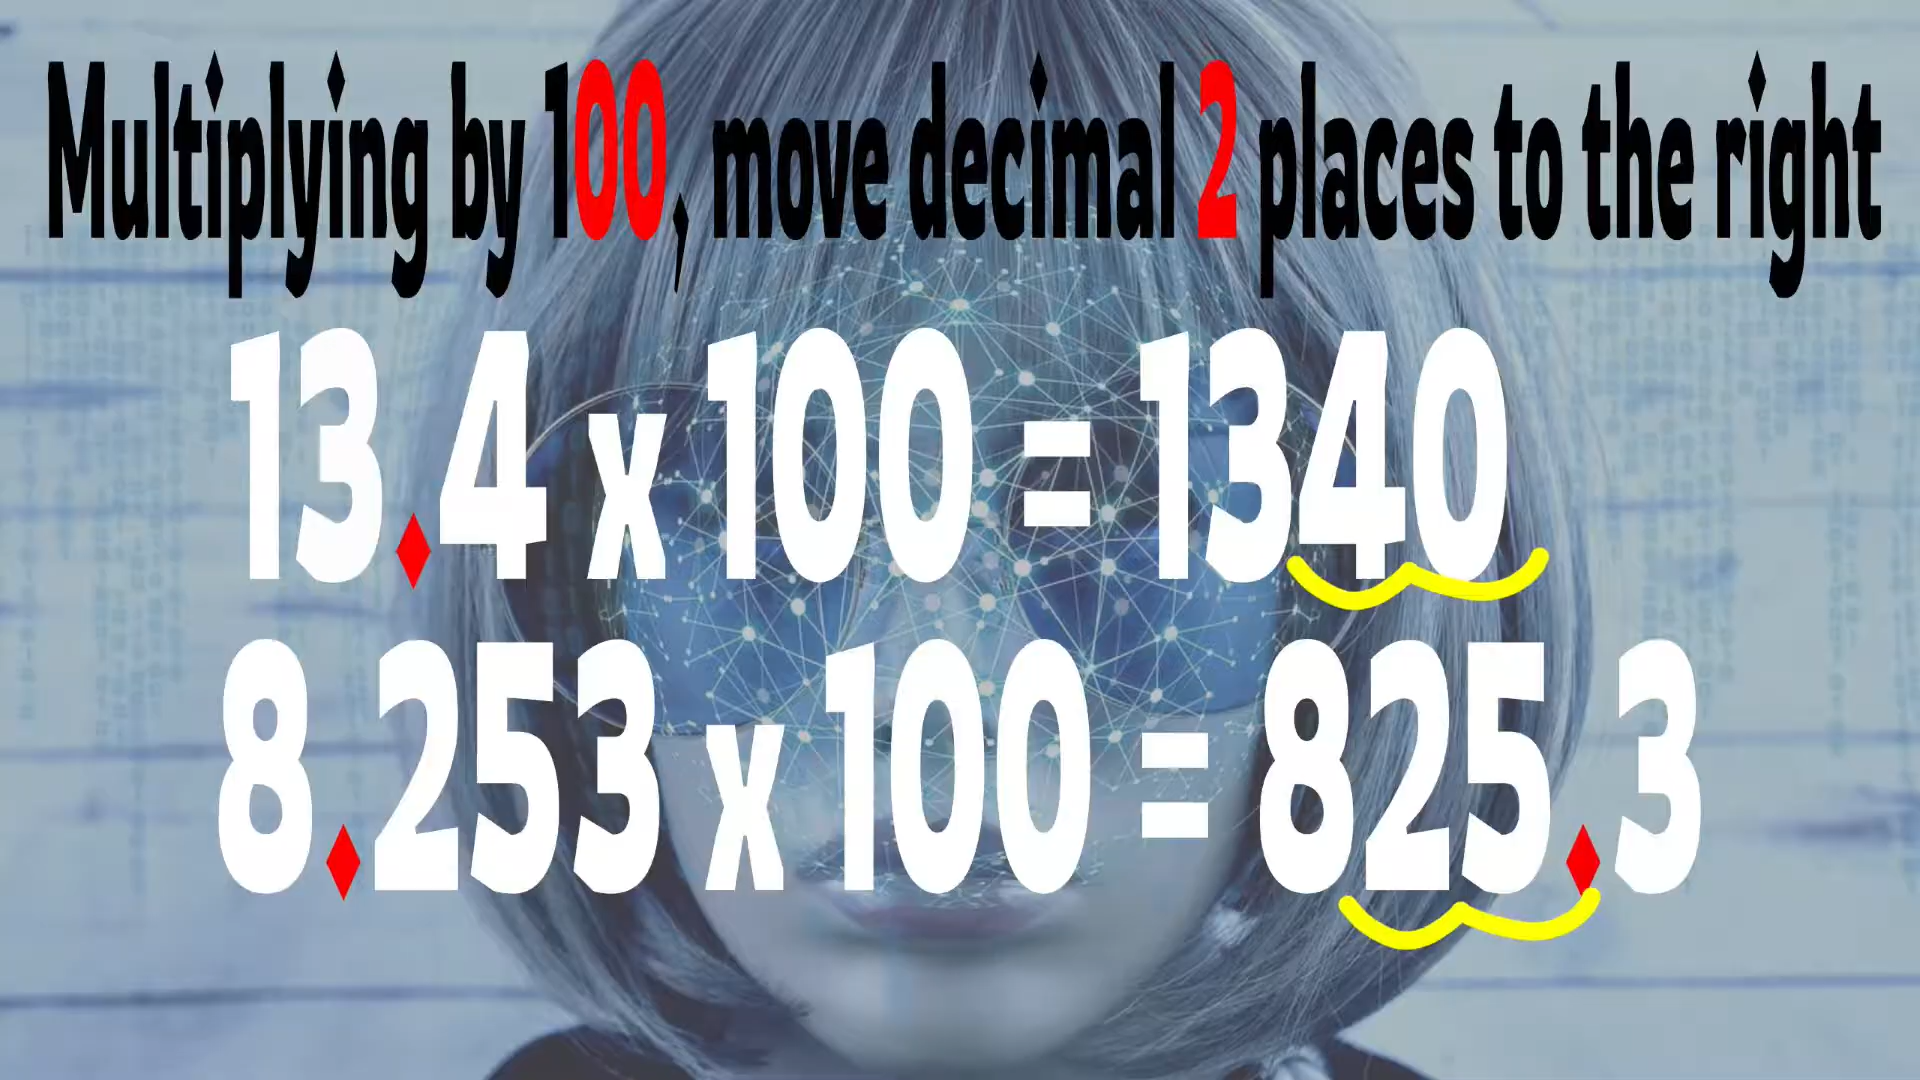 Multiplying by 100, move decimal 2 places to the right
13.4 x 100 = 1340
8.253 x 100 = 825.3